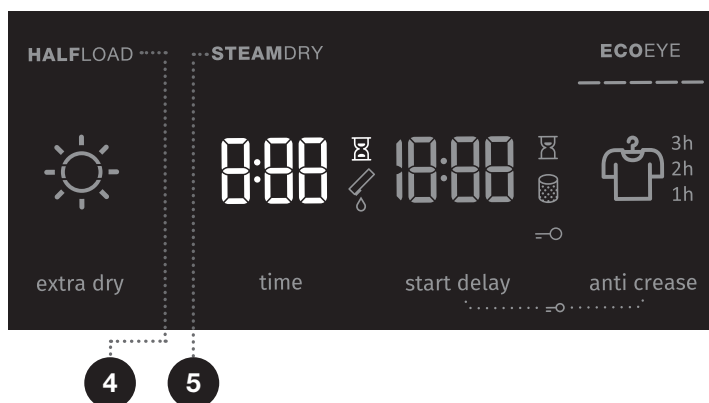 HALFLOAD
STEAMDRY
ECOEYE
8:88
18:88
3h
2h
1h
extra dry
time
start delay
anti crease
4
5